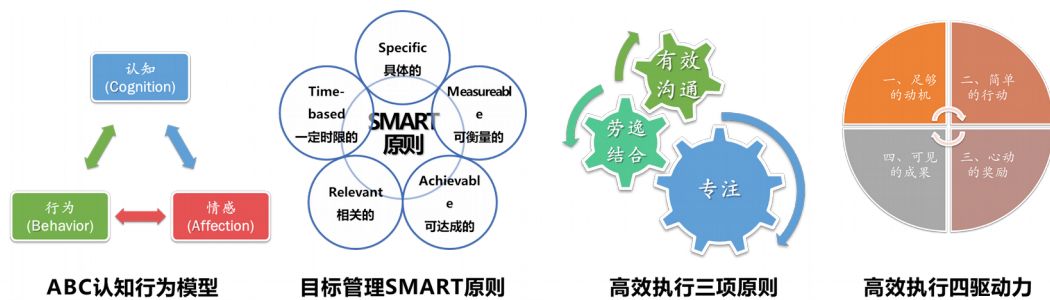 认知
(Cognition)
行为
(Behavior)
情感
(Affection)
ABC认知行为模型
Specific
具体的
Time-
based
一定时限的
Measureabl
e
可衡量的
SMART
原则
Relevant
相关的
Achievabl
e
可达成的
目标管理SMART原则
有效
沟通
劳逸
结合
专注
高效执行三项原则
一、足够
的动机
二、简单
的行动
四、可见
的成果
三、心动
的奖励
高效执行四驱动力